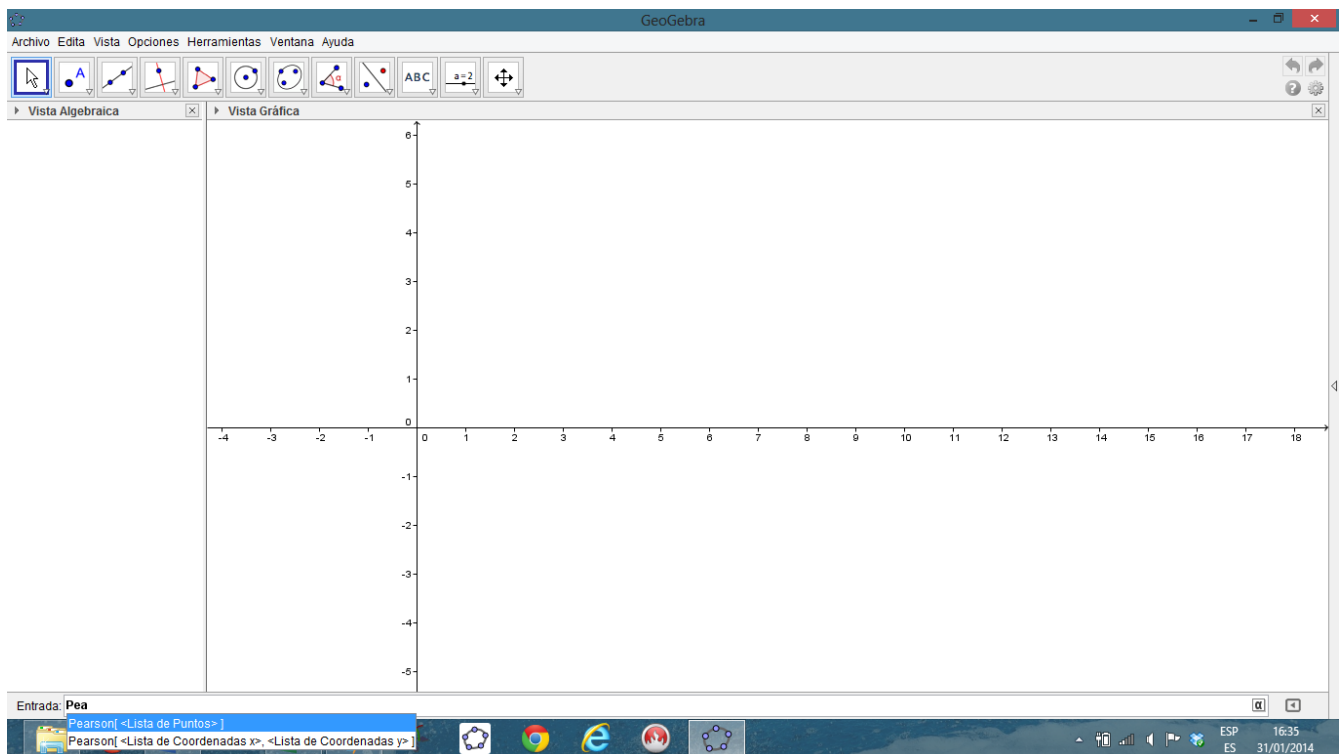 GeoGebra
Archivo Edita Vista Opciones Herramientas Ventana Ayuda
A
α
ABC
a=2
Vista Algebraica
Vista Gráfica
6
5
4
3
2
1
0
-4 -3 -2 -1 0 1 2 3 4 5 6 7 8 9 10 11 12 13 14 15 16 17 18
-1
-2
-3
-4
-5
Entrada: Pea
α
Pearson[ <Lista de Puntos> ]
Pearson[ <Lista de Coordenadas x>, <Lista de Coordenadas y> ]
ESP 16:35
ES 31/01/2014